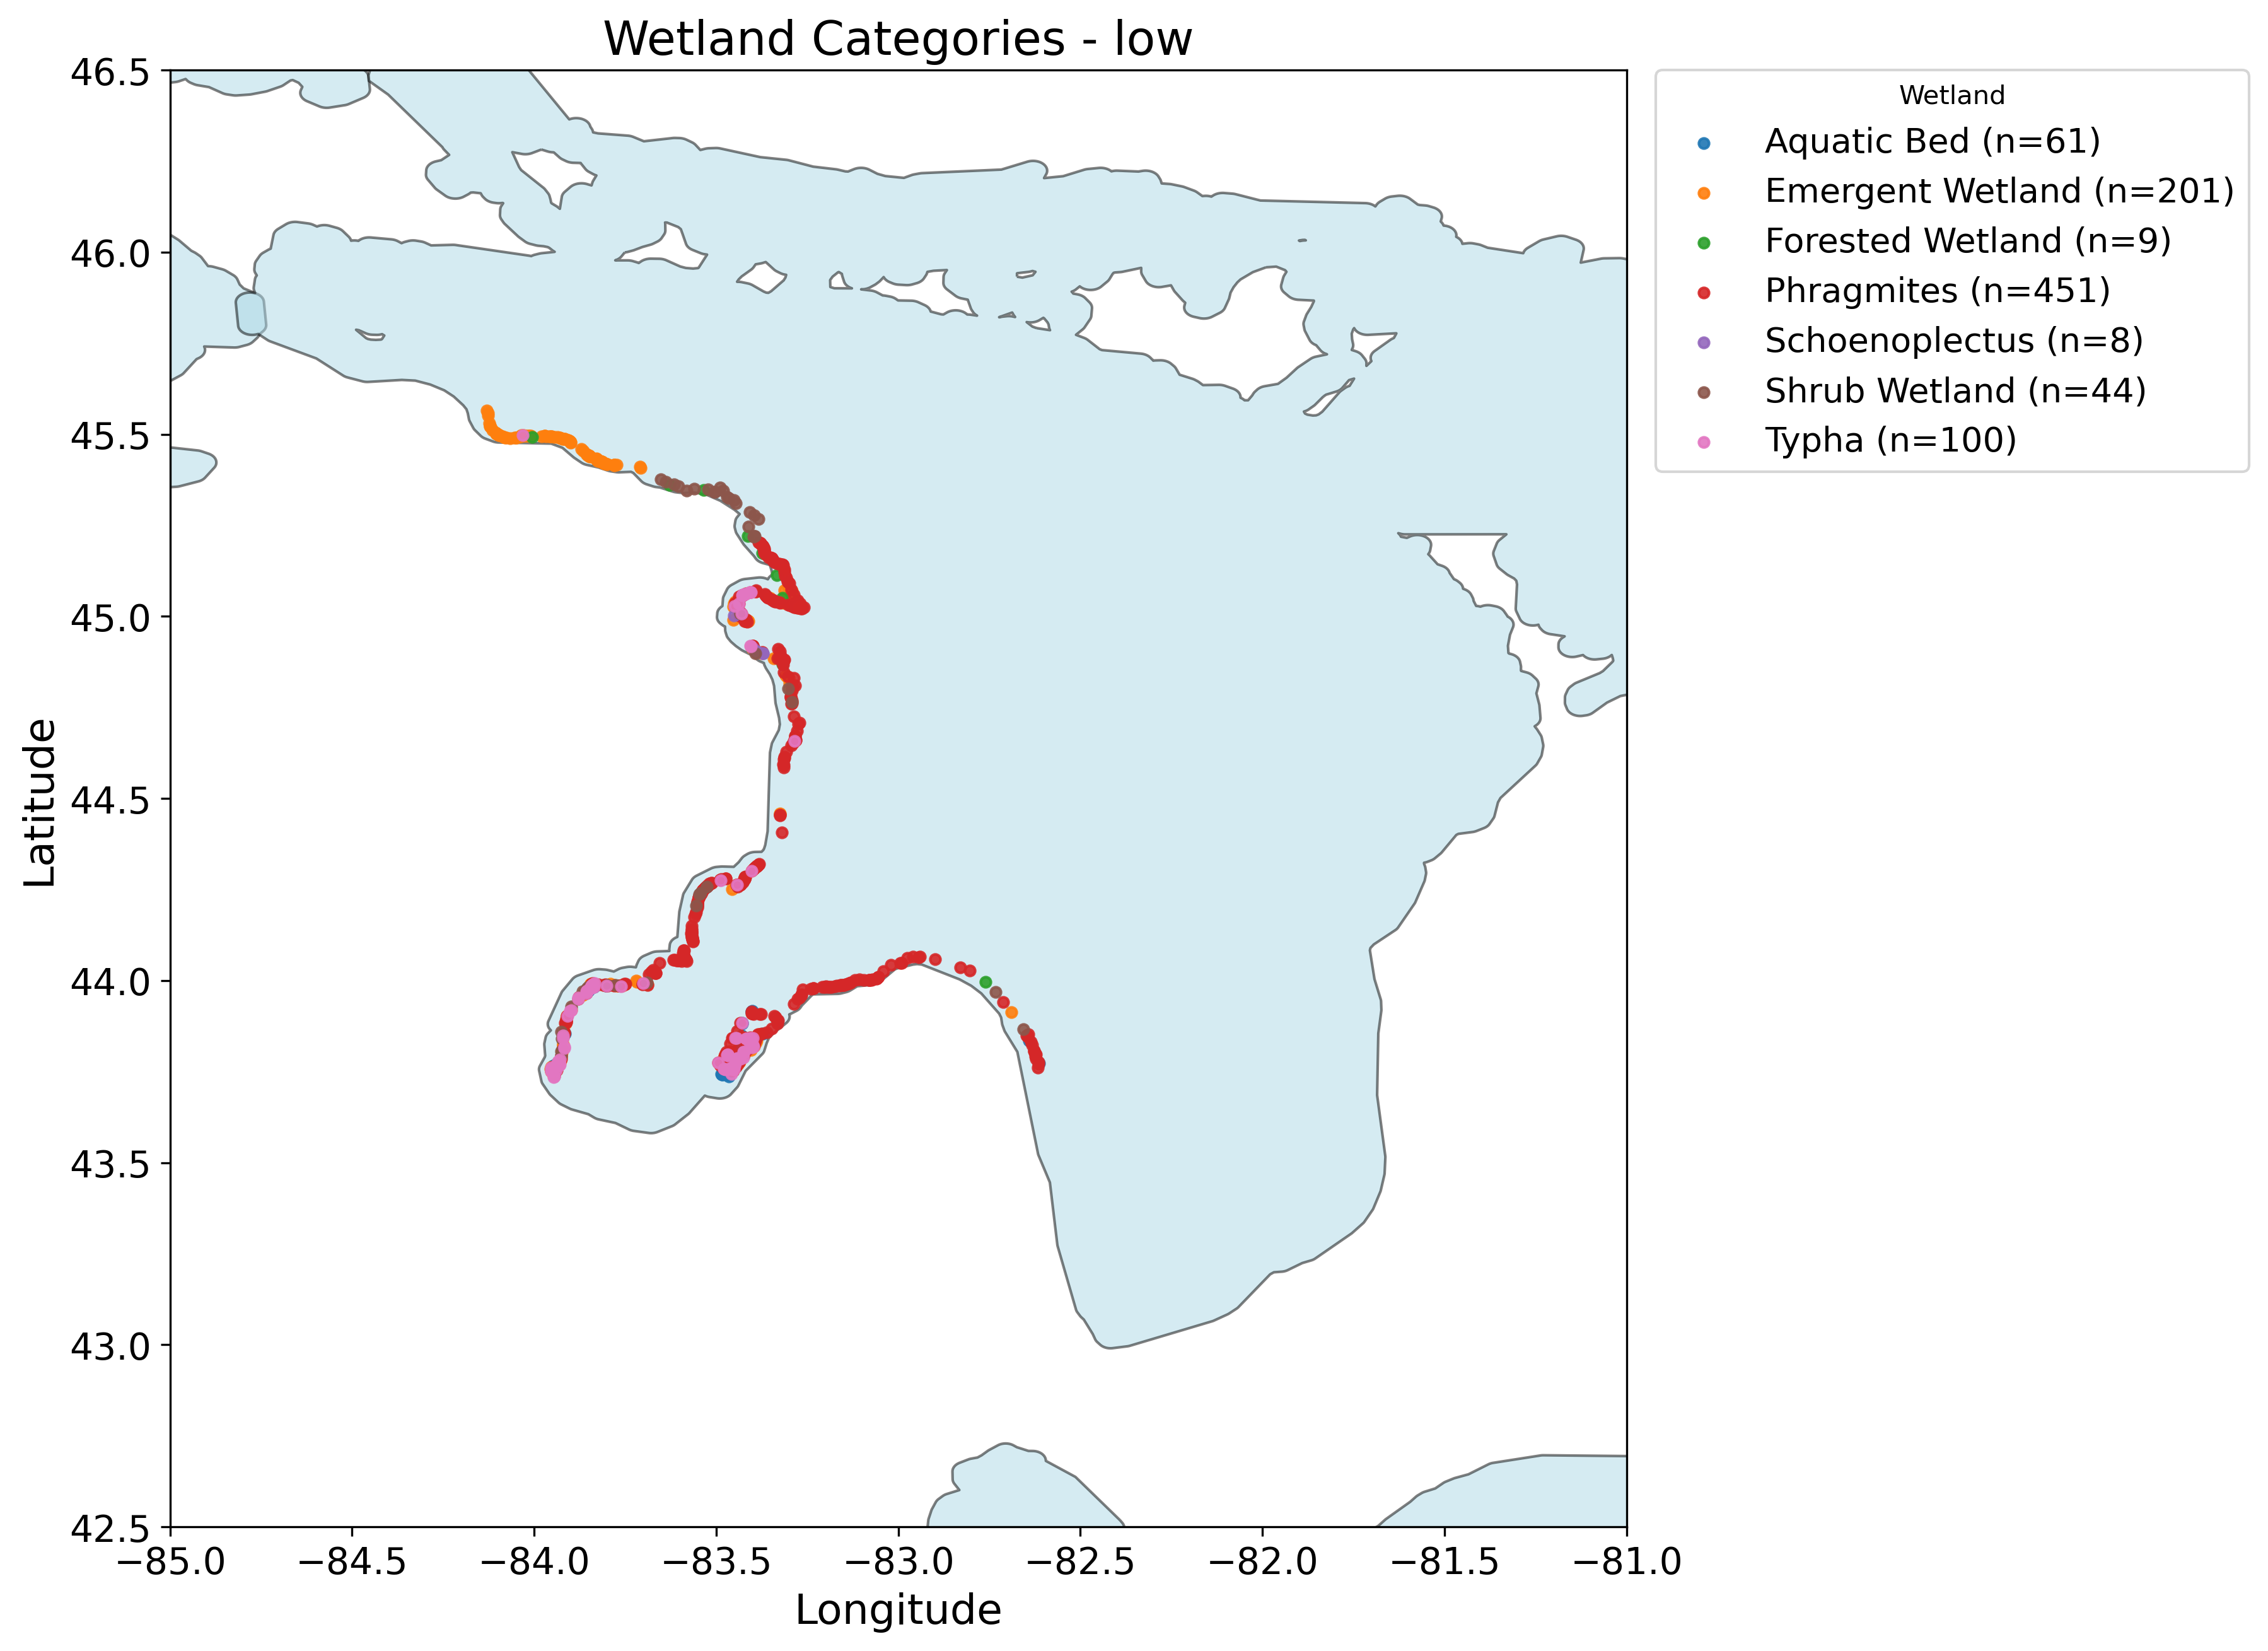 Wetland Categories - low
46.5
46.0
45.5
45.0
44.5
44.0
43.5
43.0
42.5
Latitude
−85.0 −84.5 −84.0 −83.5 −83.0 −82.5 −82.0 −81.5 −81.0
Longitude
Wetland
Aquatic Bed (n=61)
Emergent Wetland (n=201)
Forested Wetland (n=9)
Phragmites (n=451)
Schoenoplectus (n=8)
Shrub Wetland (n=44)
Typha (n=100)